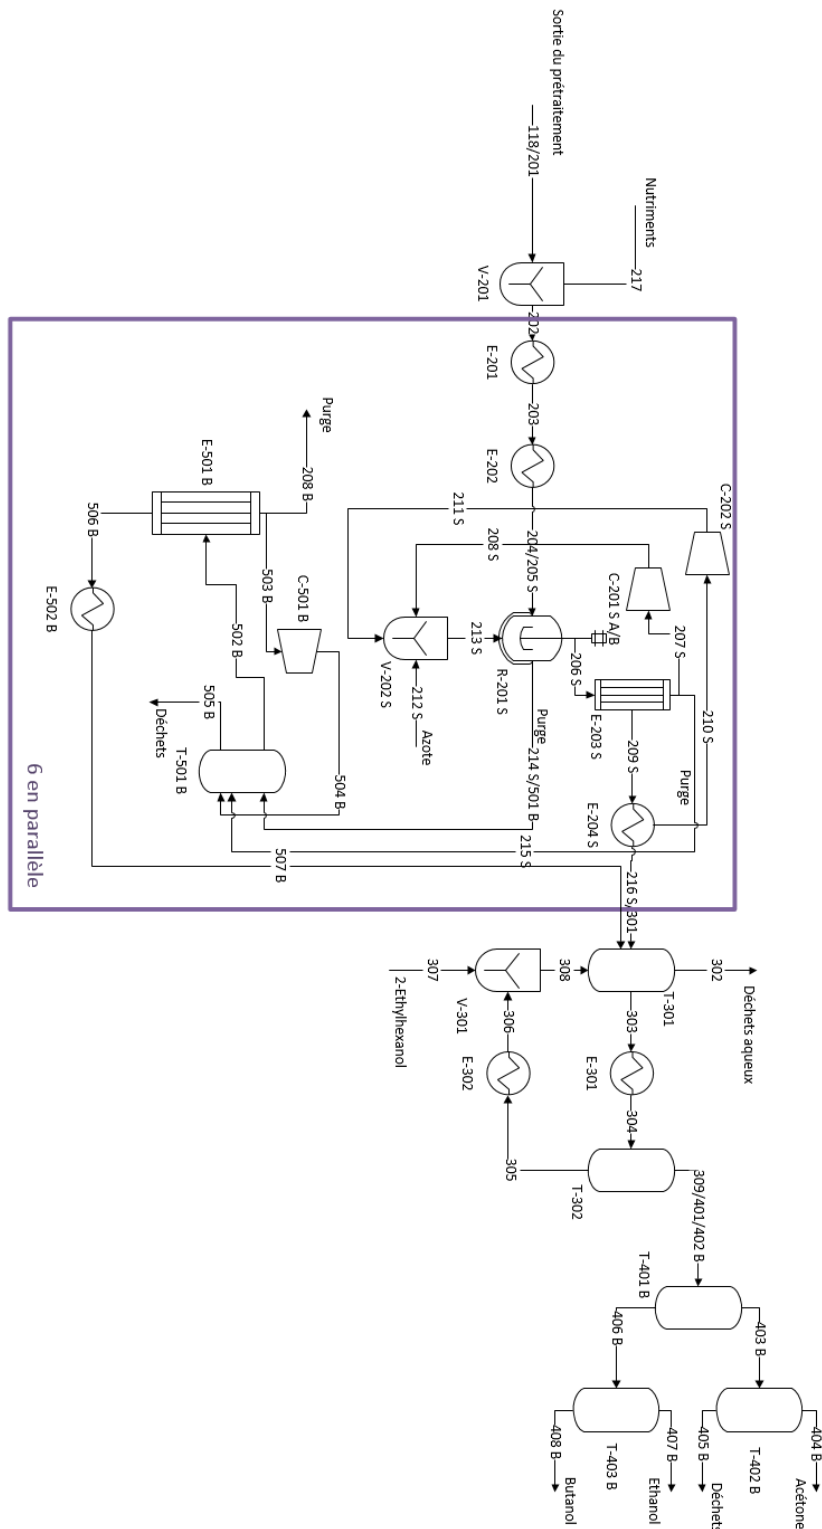 Sortie du prétraitement
118/201
Nutriments
217
V-201
202
E-201
203
E-202
204/205 S
C-202 S
211 S
208 S
C-201 S A/B
207 S
210 S
206 S
E-203 S
213 S
R-201 S
V-202 S
212 S
Azote
209 S
Purge
E-204 S
Purge
214 S/501 B
215 S
216 S/301
Purge
208 B
E-501 B
506 B
E-502 B
503 B
C-501 B
502 B
504 B
505 B
Déchets
T-501 B
507 B
6 en parallèle
302
Déchets aqueux
T-301
308
307
2-Ethylhexanol
V-301
306
E-302
305
303
E-301
304
T-302
309/401/402 B
T-401 B
403 B
406 B
T-402 B
404 B
Acétone
405 B
Déchets
T-403 B
407 B
Ethanol
408 B
Butanol